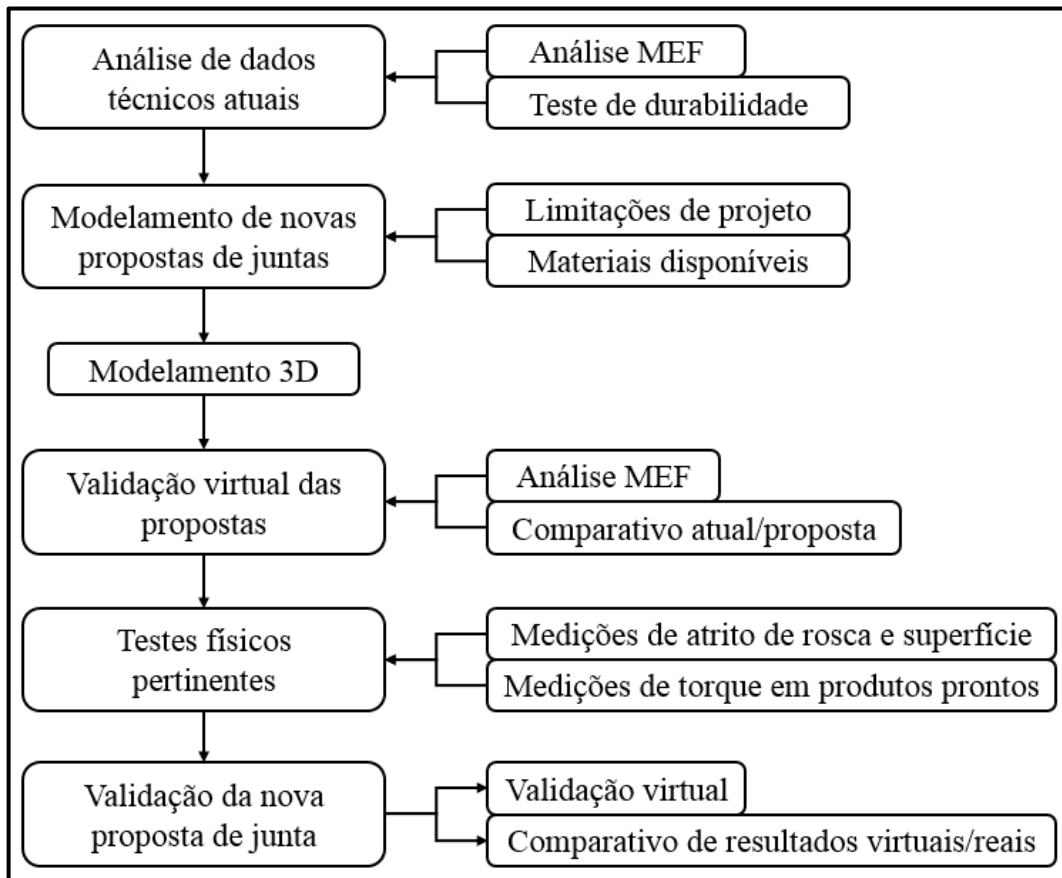 Análise de dados
técnicos atuais
Análise MEF
Teste de durabilidade
Modelamento de novas
propostas de juntas
Limitações de projeto
Materiais disponíveis
Modelamento 3D
Validação virtual das
propostas
Análise MEF
Comparativo atual/proposta
Testes físicos
pertinentes
Medições de atrito de rosca e superfície
Medições de torque em produtos prontos
Validação da nova
proposta de junta
Validação virtual
Comparativo de resultados virtuais/reais